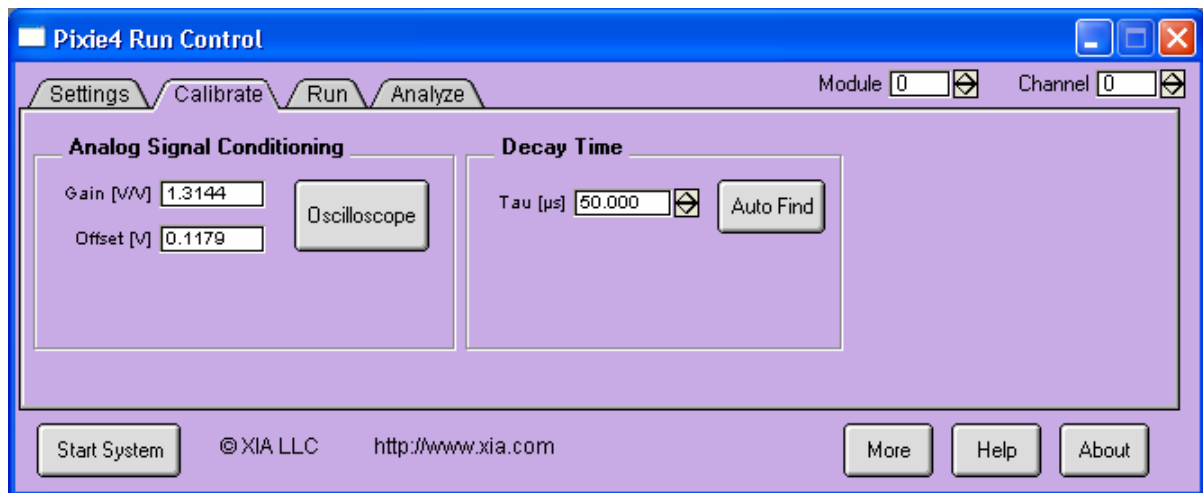 Pixie4 Run Control
Settings Calibrate Run Analyze Module 0 Channel 0
Analog Signal Conditioning
Gain [V/V] 1.3144
Offset [V] 0.1179
Oscilloscope
Decay Time
Tau [µs] 50.000
Auto Find
Start System © XIA LLC http://www.xia.com More Help About